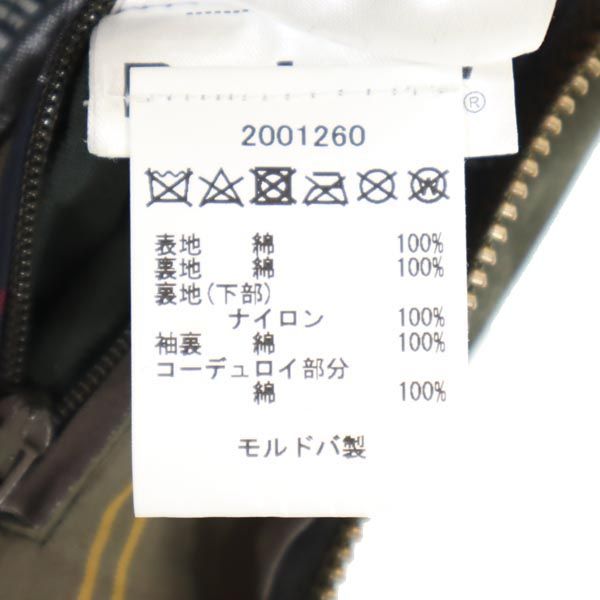 ®
2001260
表地 綿 100%
裏地 綿 100%
裏地(下部)
ナイロン 100%
袖裏 綿 100%
コーデュロイ部分
綿 100%
モルドバ製